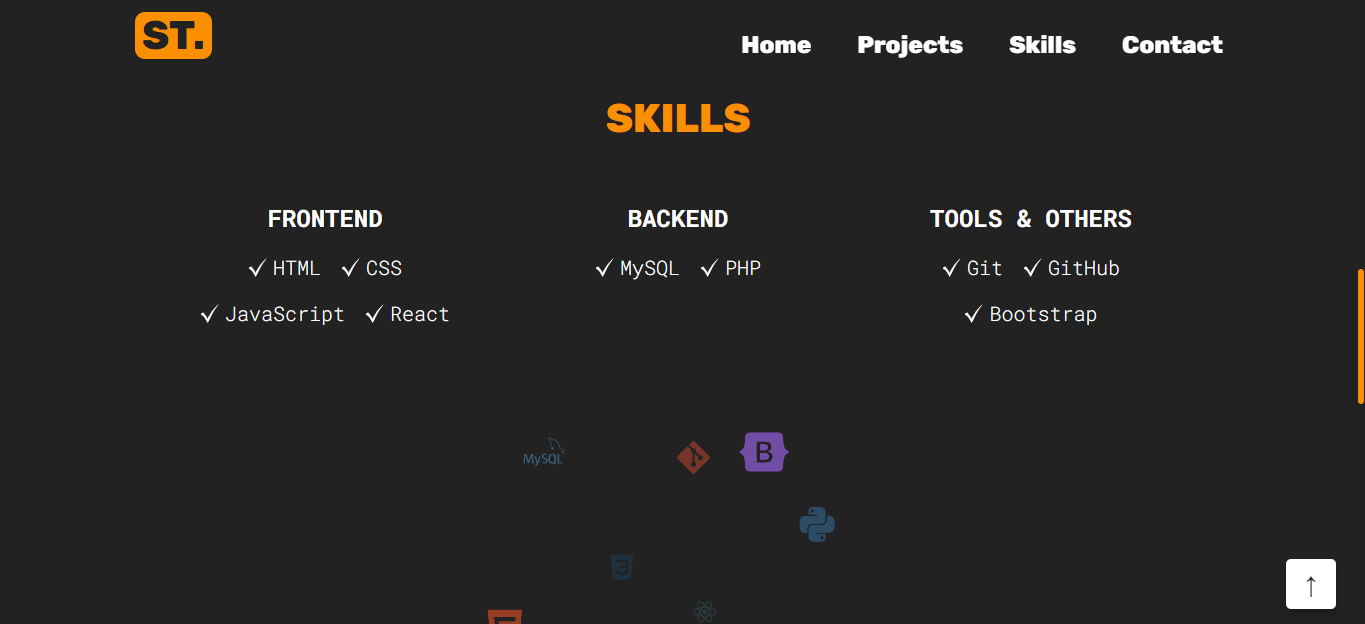 ST. Home Projects Skills Contact
SKILLS
FRONTEND BACKEND TOOLS & OTHERS
✓ HTML ✓ CSS ✓ MySQL ✓ PHP ✓ Git ✓ GitHub
✓ JavaScript ✓ React ✓ Bootstrap
MySQL B
3
↑